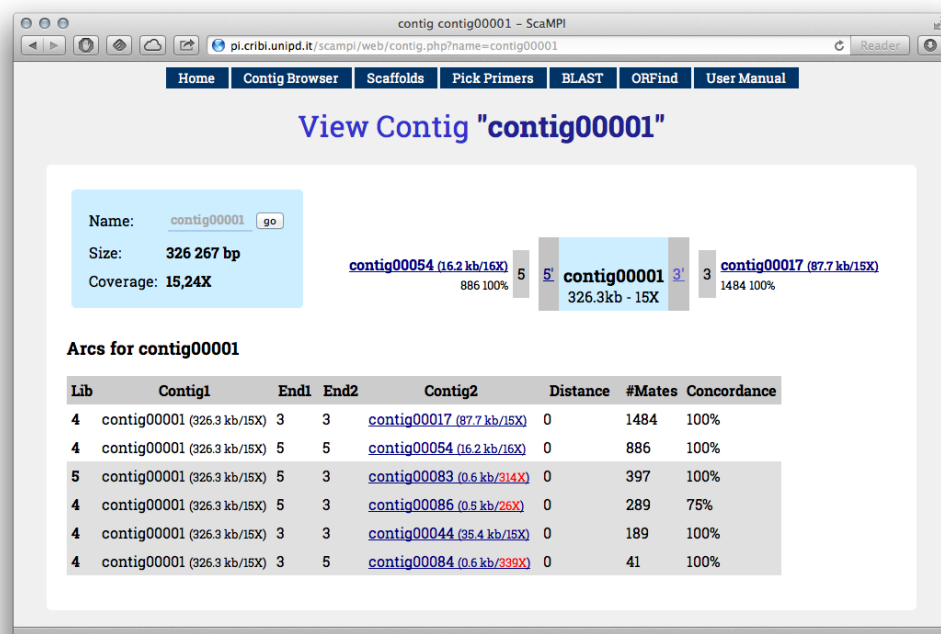 contig contig00001 – ScaMPI
pi.cribi.unipd.it/scampi/web/contig.php?name=contig00001
Reader
Home Contig Browser Scaffolds Pick Primers BLAST ORFind User Manual
View Contig "contig00001"
Name: contig00001 go
Size: 326 267 bp
Coverage: 15,24X
contig00054 (16.2 kb/16X)
886 100%
5
5' contig00001 3'
326.3kb - 15X
3
contig00017 (87.7 kb/15X)
1484 100%
Arcs for contig00001
Lib Contig1 End1 End2 Contig2 Distance #Mates Concordance
4 contig00001 (326.3 kb/15X) 3 3 contig00017 (87.7 kb/15X) 0 1484 100%
4 contig00001 (326.3 kb/15X) 5 5 contig00054 (16.2 kb/16X) 0 886 100%
5 contig00001 (326.3 kb/15X) 5 3 contig00083 (0.6 kb/314X) 0 397 100%
4 contig00001 (326.3 kb/15X) 5 3 contig00086 (0.5 kb/26X) 0 289 75%
4 contig00001 (326.3 kb/15X) 3 3 contig00044 (35.4 kb/15X) 0 189 100%
4 contig00001 (326.3 kb/15X) 3 5 contig00084 (0.6 kb/339X) 0 41 100%